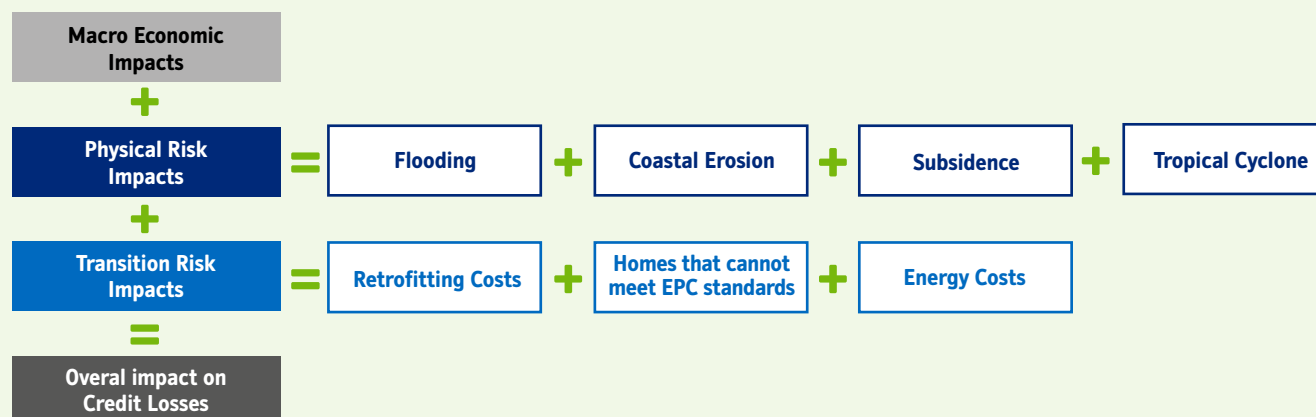 Macro Economic
Impacts
+
Physical Risk
Impacts
=
Flooding
+
Coastal Erosion
+
Subsidence
+
Tropical Cyclone
+
Transition Risk
Impacts
=
Retrofitting Costs
+
Homes that cannot
meet EPC standards
+
Energy Costs
=
Overal impact on
Credit Losses